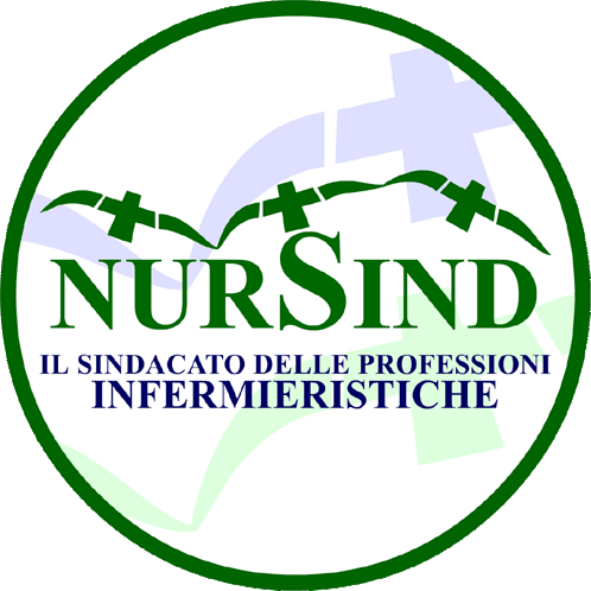 NURSIND
IL SINDACATO DELLE PROFESSIONI
INFERMIERISTICHE